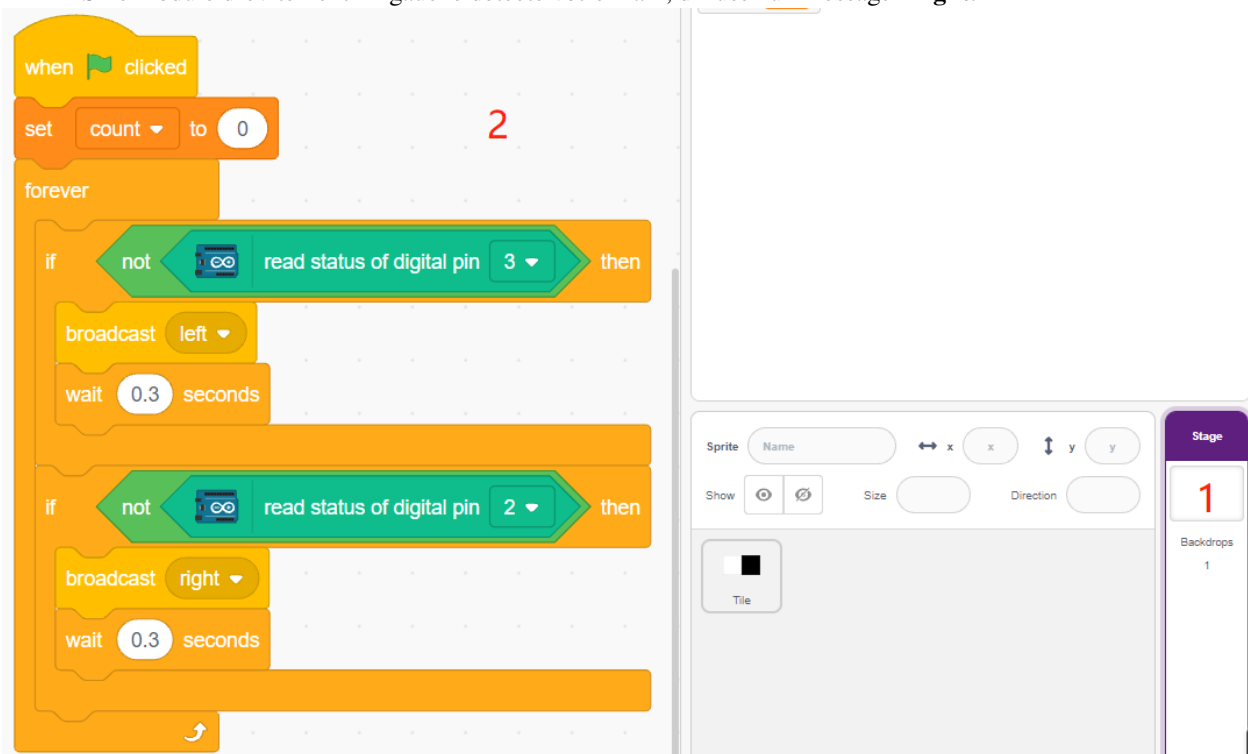 when clicked
set count to 0
2
forever
if not read status of digital pin 3 then
broadcast left
wait 0.3 seconds
if not read status of digital pin 2 then
broadcast right
wait 0.3 seconds
Sprite Name x x y y
Show Size Direction
Tile
Stage
1
Backdrops
1